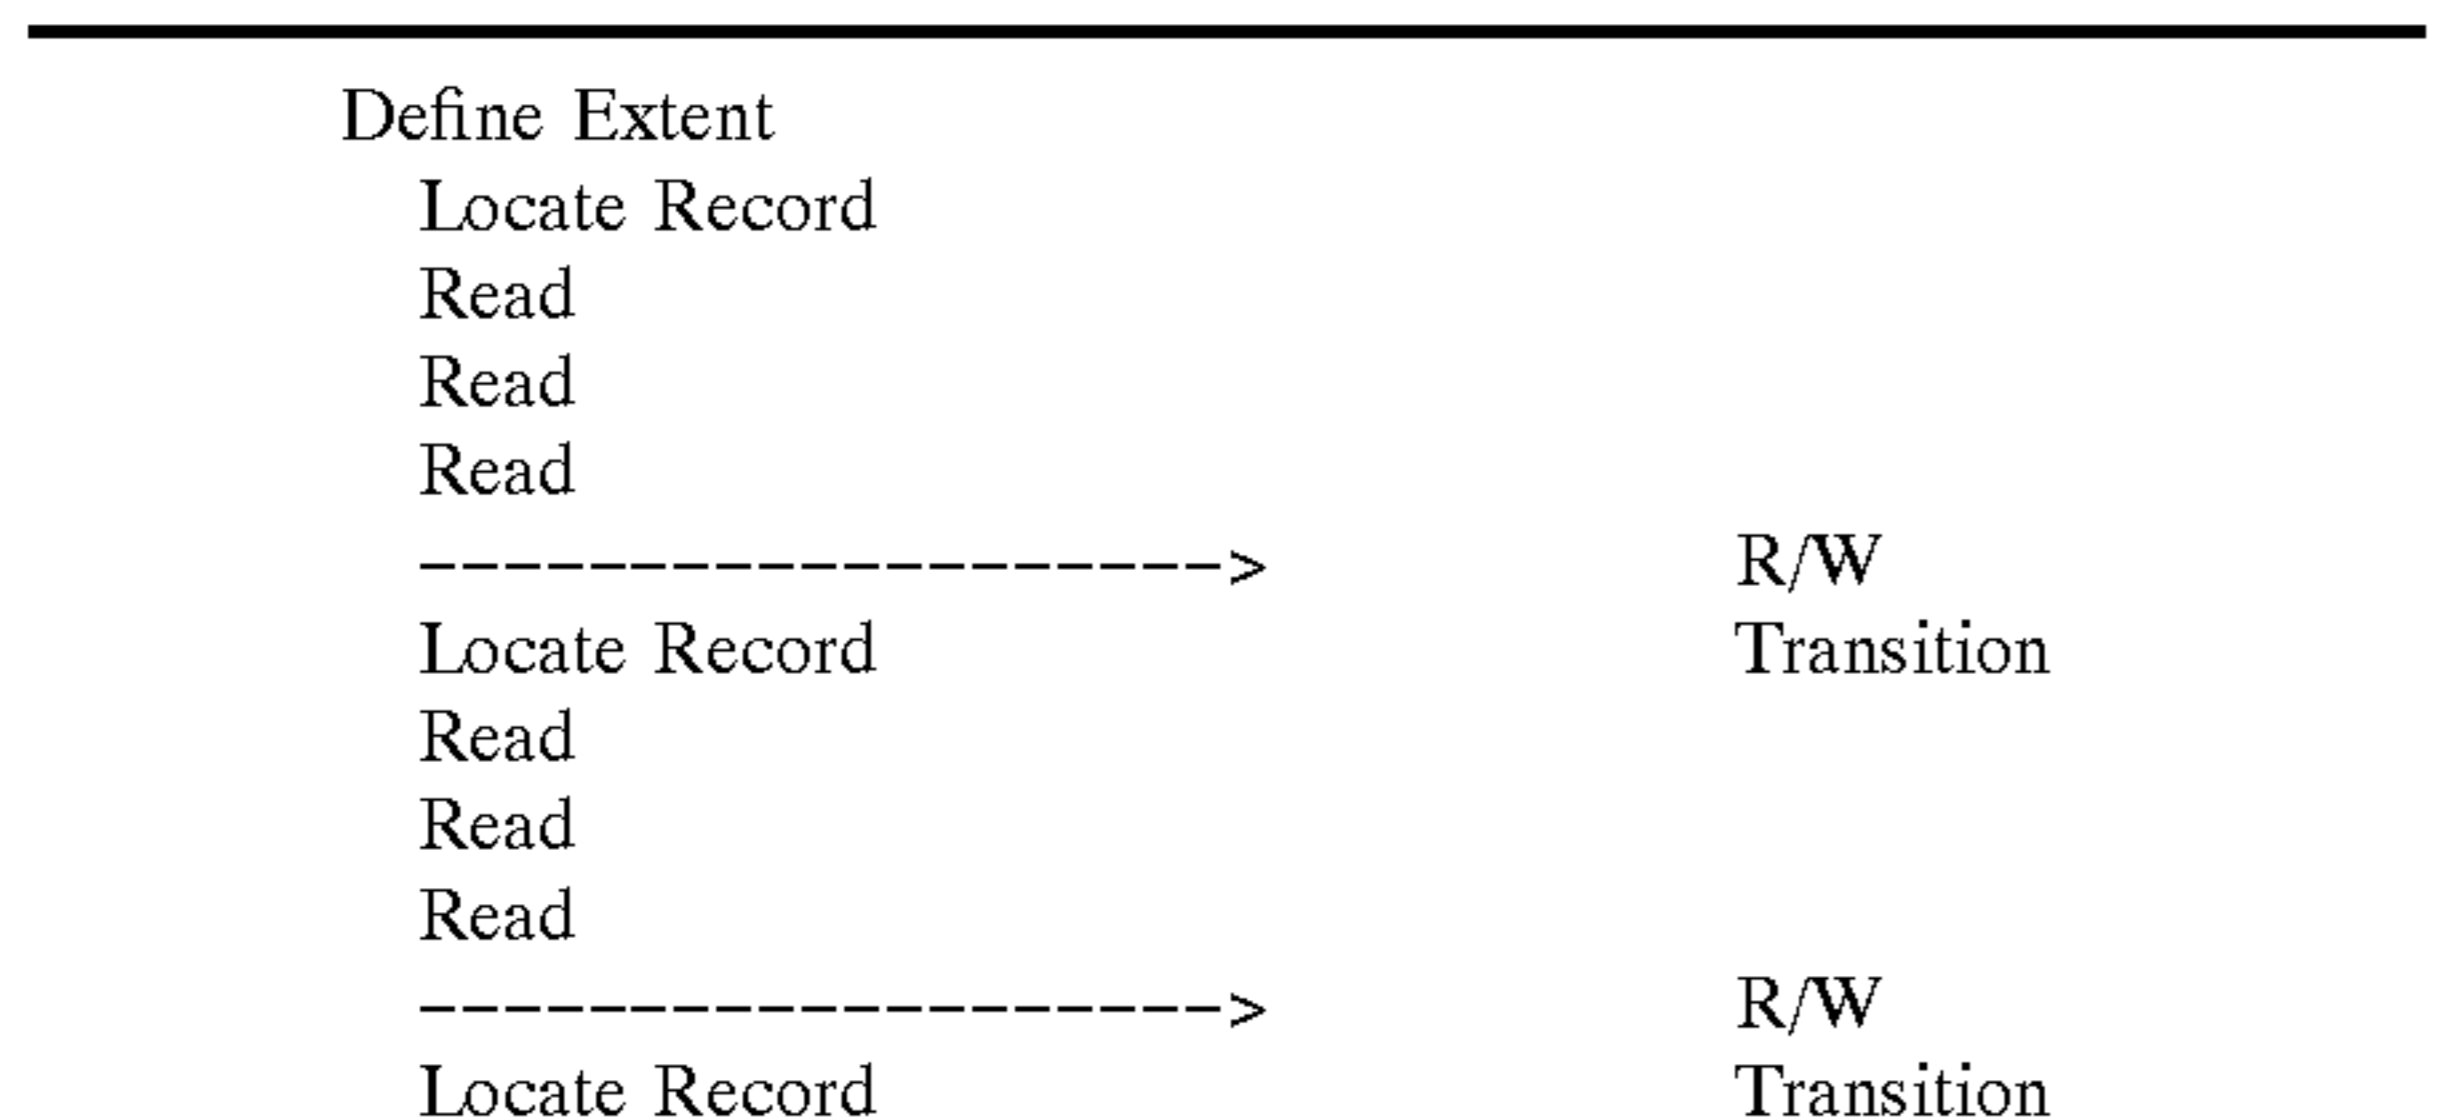 Define Extent
Locate Record
Read
Read
Read
-------------------> R/W
Locate Record Transition
Read
Read
Read
-------------------> R/W
Locate Record Transition